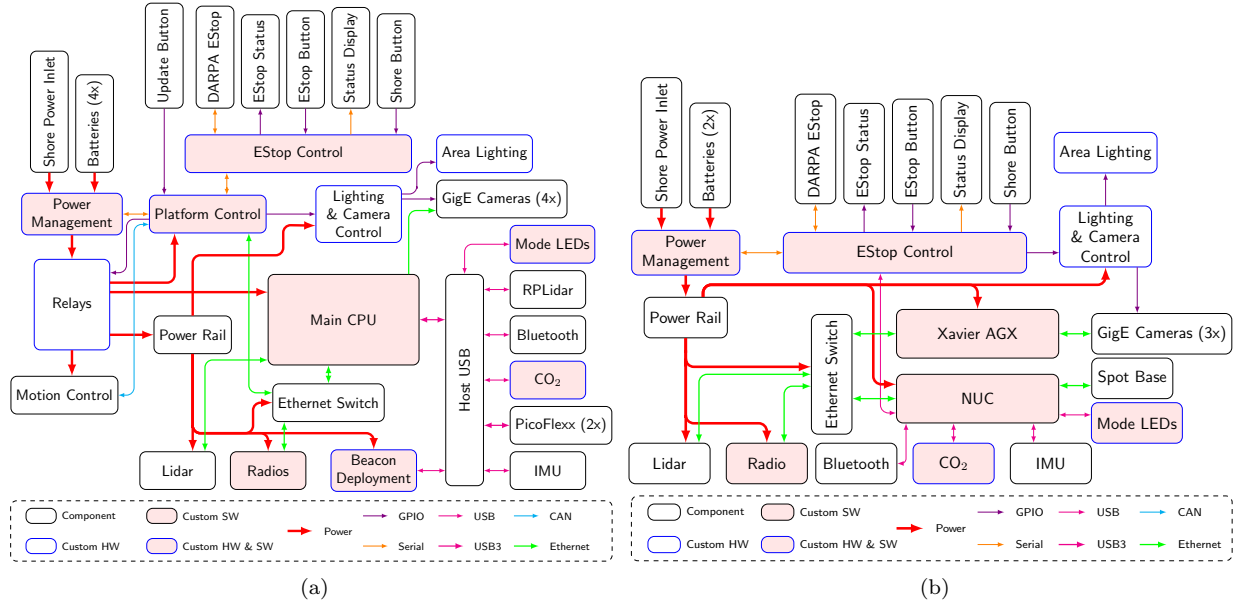 Shore Power Inlet
Batteries (4x)
Update Button
DARPA EStop
EStop Status
EStop Button
Status Display
Shore Button
EStop Control
Area Lighting
Power
Management
Platform Control
Lighting
& Camera
Control
GigE Cameras (4x)
Mode LEDs
Relays
Main CPU
RPLidar
Power Rail
Bluetooth
Host USB
CO2
Motion Control
Ethernet Switch
PicoFlexx (2x)
Lidar
Radios
Beacon
Deployment
IMU
Component
Custom SW
Power
GPIO
USB
CAN
Custom HW
Custom HW & SW
Serial
USB3
Ethernet
(a)
Shore Power Inlet
Batteries (2x)
DARPA EStop
EStop Status
EStop Button
Status Display
Shore Button
Area Lighting
Power
Management
EStop Control
Lighting
& Camera
Control
Power Rail
Ethernet Switch
Xavier AGX
GigE Cameras (3x)
NUC
Spot Base
Mode LEDs
Lidar
Radio
Bluetooth
CO2
IMU
Component
Custom SW
Power
GPIO
USB
CAN
Custom HW
Custom HW & SW
Serial
USB3
Ethernet
(b)